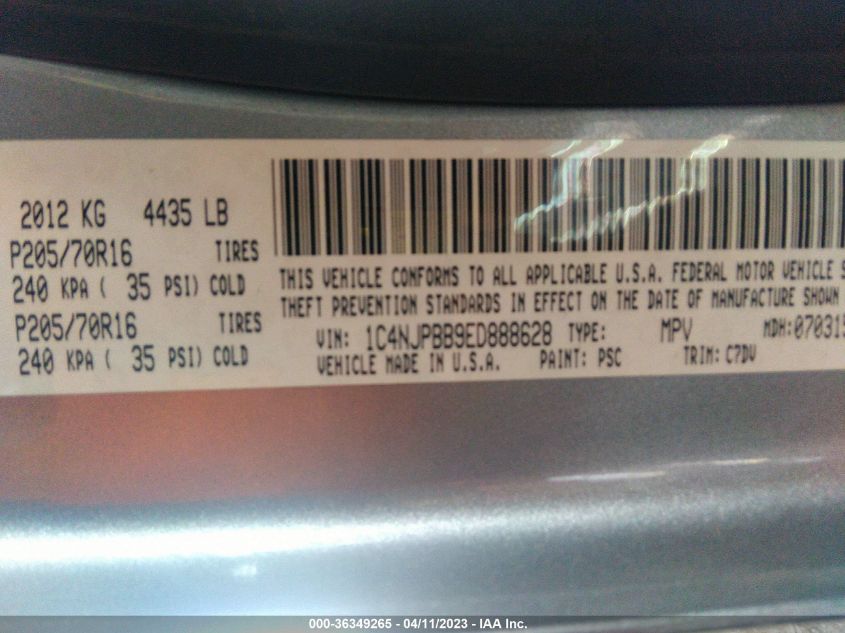 2012 KG 4435 LB
P205/70R16 TIRES
240 KPA ( 35 PSI) COLD
P205/70R16 TIRES
240 KPA ( 35 PSI) COLD
THIS VEHICLE CONFORMS TO ALL APPLICABLE U.S.A. FEDERAL MOTOR VEHICLE S
THEFT PREVENTION STANDARDS IN EFFECT ON THE DATE OF MANUFACTURE SHOWN
VIN: 1C4NJPBB9ED888628 TYPE: MPV MDH:070315
VEHICLE MADE IN U.S.A. PAINT: PSC TRIM: C7DV
000-36349265 - 04/11/2023 - IAA Inc.